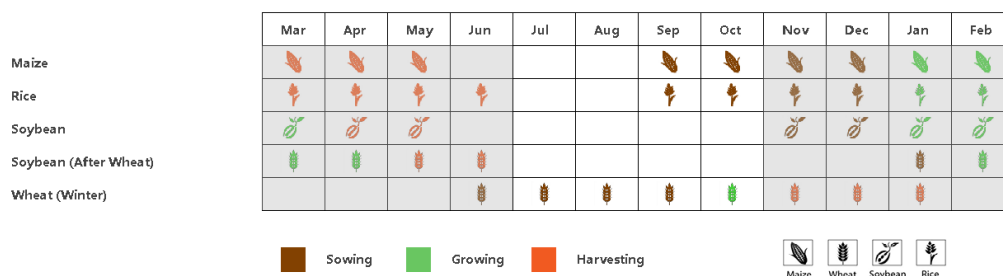 Mar Apr May Jun Jul Aug Sep Oct Nov Dec Jan Feb
Maize
Rice
Soybean
Soybean (After Wheat)
Wheat (Winter)
Sowing Growing Harvesting
Maize Wheat Soybean Rice